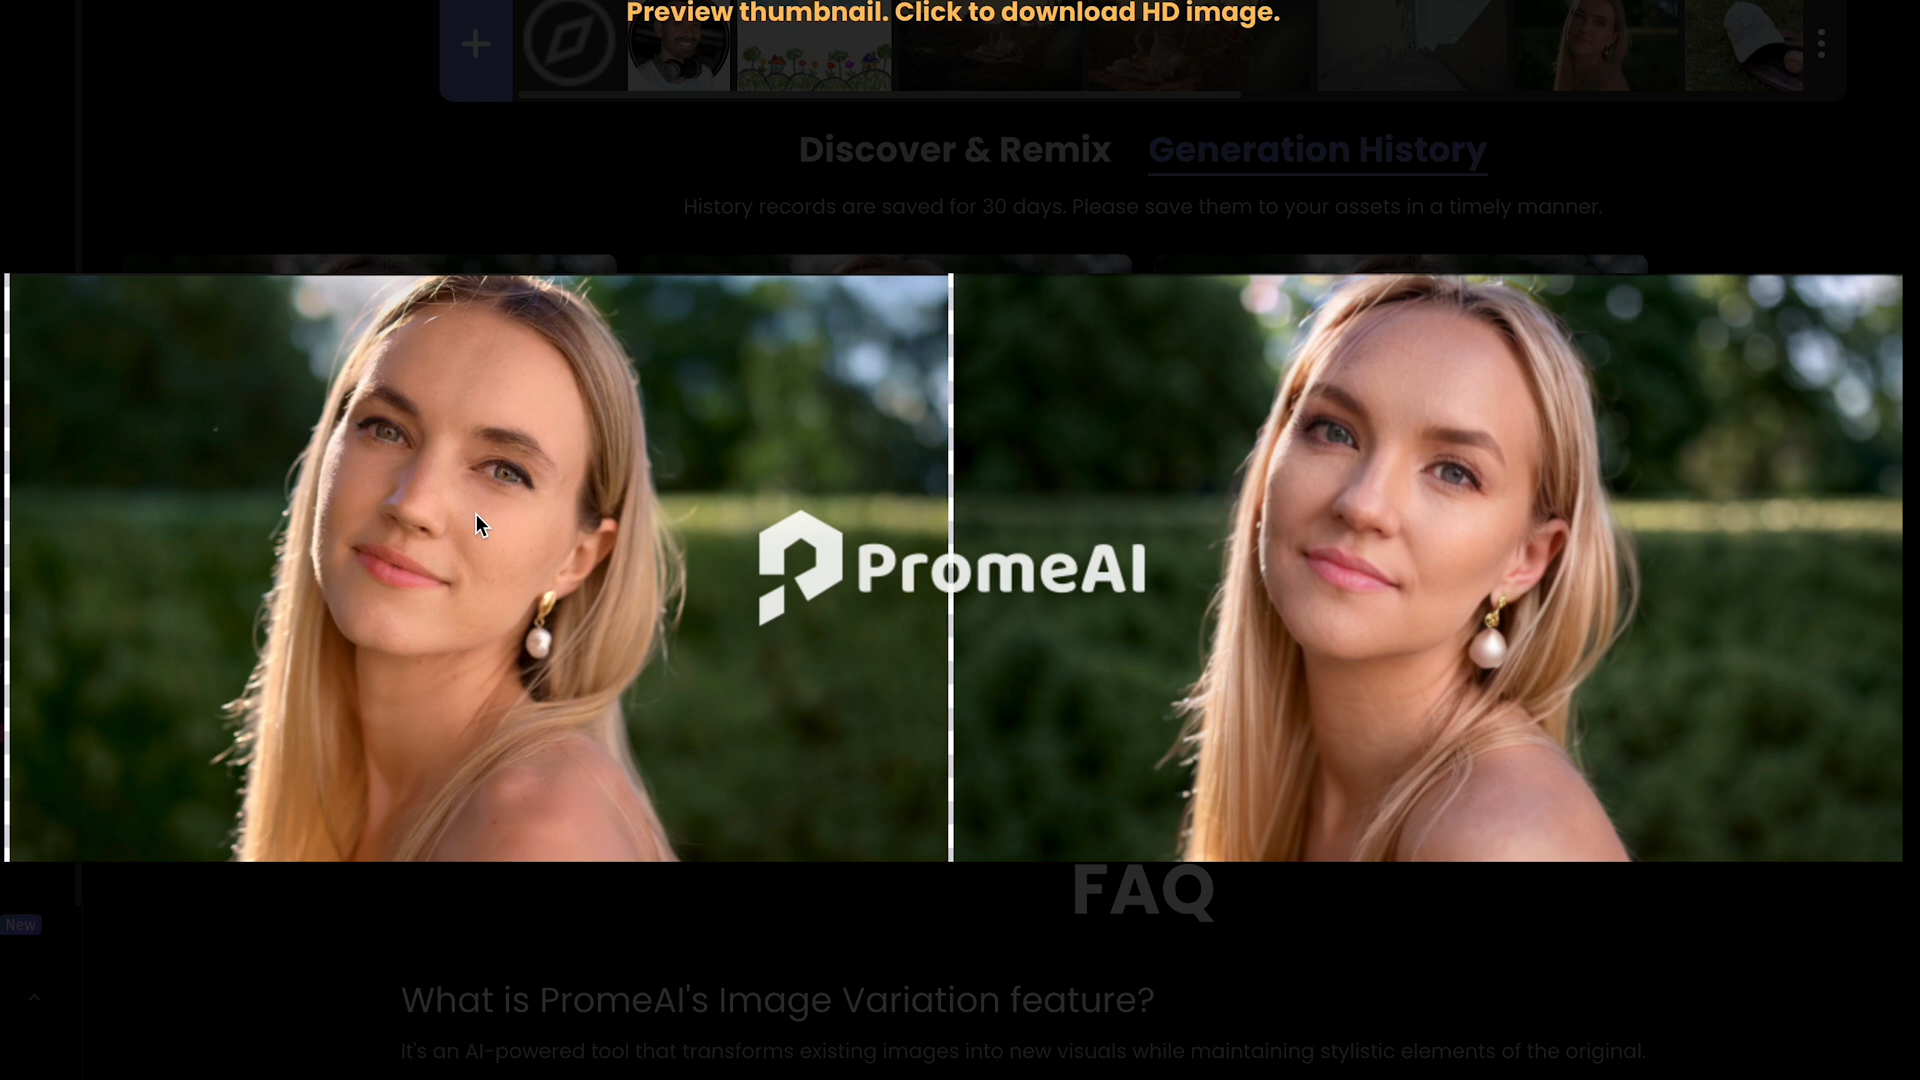 Preview thumbnail. Click to download HD image.
Discover & Remix Generation History
History records are saved for 30 days. Please save them to your assets in a timely manner.
PromeAI
FAQ
New
What is PromeAI's Image Variation feature?
It's an AI-powered tool that transforms existing images into new visuals while maintaining stylistic elements of the original.